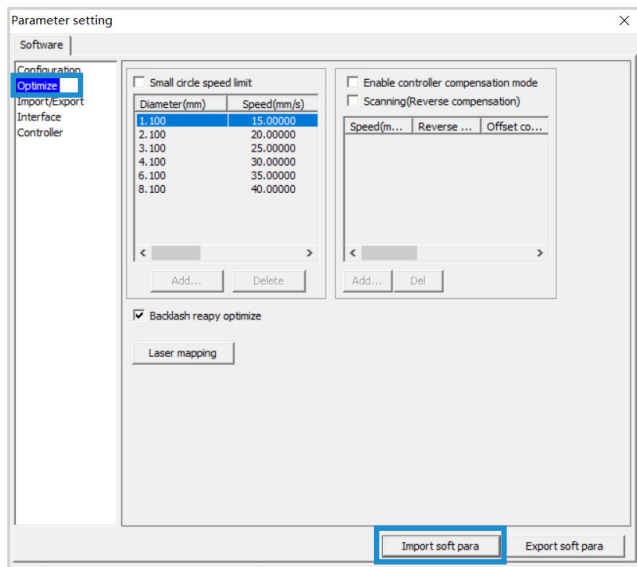 Parameter setting
Software
Configuration
Optimize
Import/Export
Interface
Controller
Small circle speed limit
Diameter(mm) Speed(mm/s)
1.100 15.00000
2.100 20.00000
3.100 25.00000
4.100 30.00000
6.100 35.00000
8.100 40.00000
Add... Delete
Enable controller compensation mode
Scanning(Reverse compensation)
Speed(m... Reverse ... Offset co...
Add... Del
Backlash reapy optimize
Laser mapping
Import soft para Export soft para